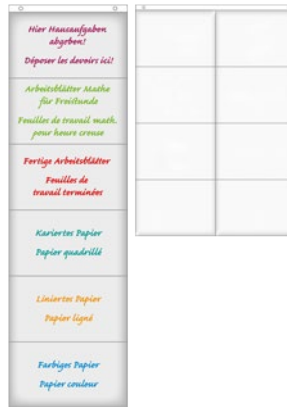 Hier Hausaufgaben
abgeben!
Déposer les devoirs ici!
Arbeitsblätter Mathe
für Freistunde
Feuilles de travail math.
pour heure creuse
Fertige Arbeitsblätter
Feuilles de
travail terminées
Kariertes Papier
Papier quadrillé
Liniertes Papier
Papier ligné
Farbiges Papier
Papier couleur